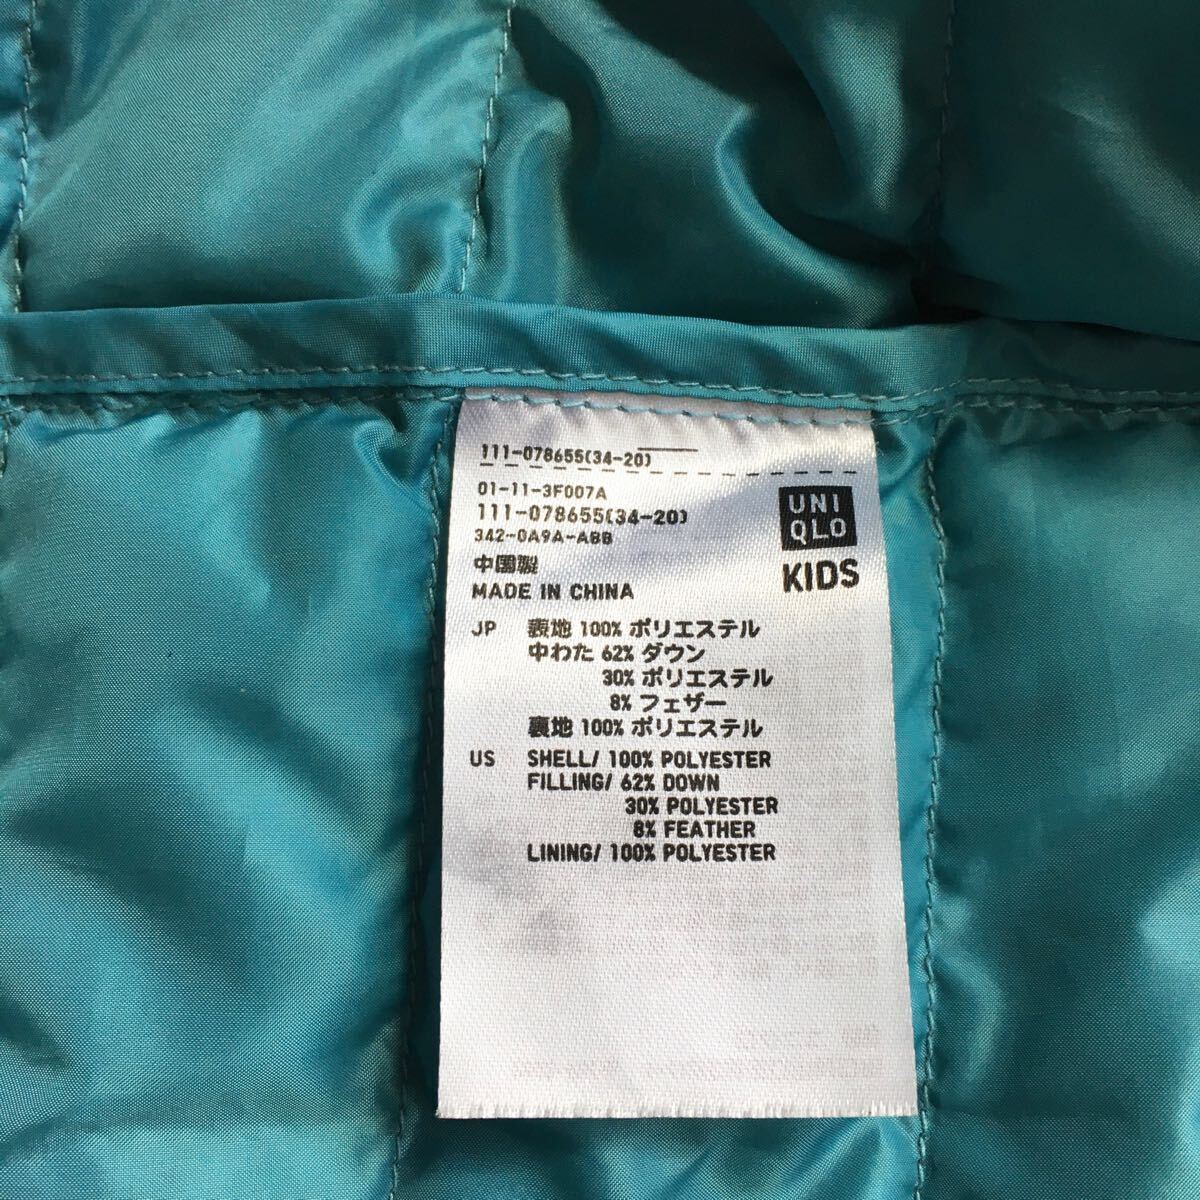 111-078655(34-20)
01-11-3F007A
111-078655(34-20)
342-0A9A-ABB
中国製
MADE IN CHINA
UNI
QLO
KIDS
JP 表地 100% ポリエステル
中わた 62% ダウン
30% ポリエステル
8% フェザー
裏地 100% ポリエステル
US SHELL/ 100% POLYESTER
FILLING/ 62% DOWN
30% POLYESTER
8% FEATHER
LINING/ 100% POLYESTER